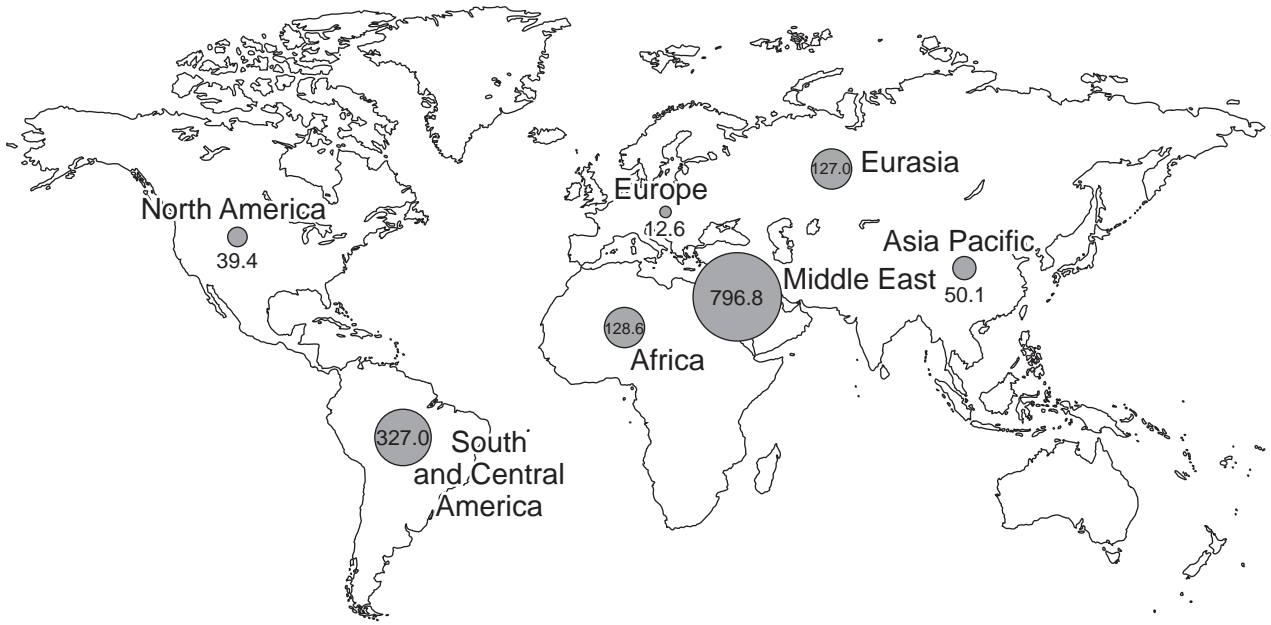 Eurasia
127.0
Europe
12.6
North America
39.4
Asia Pacific
50.1
Middle East
796.8
128.6
Africa
327.0
South
and Central
America